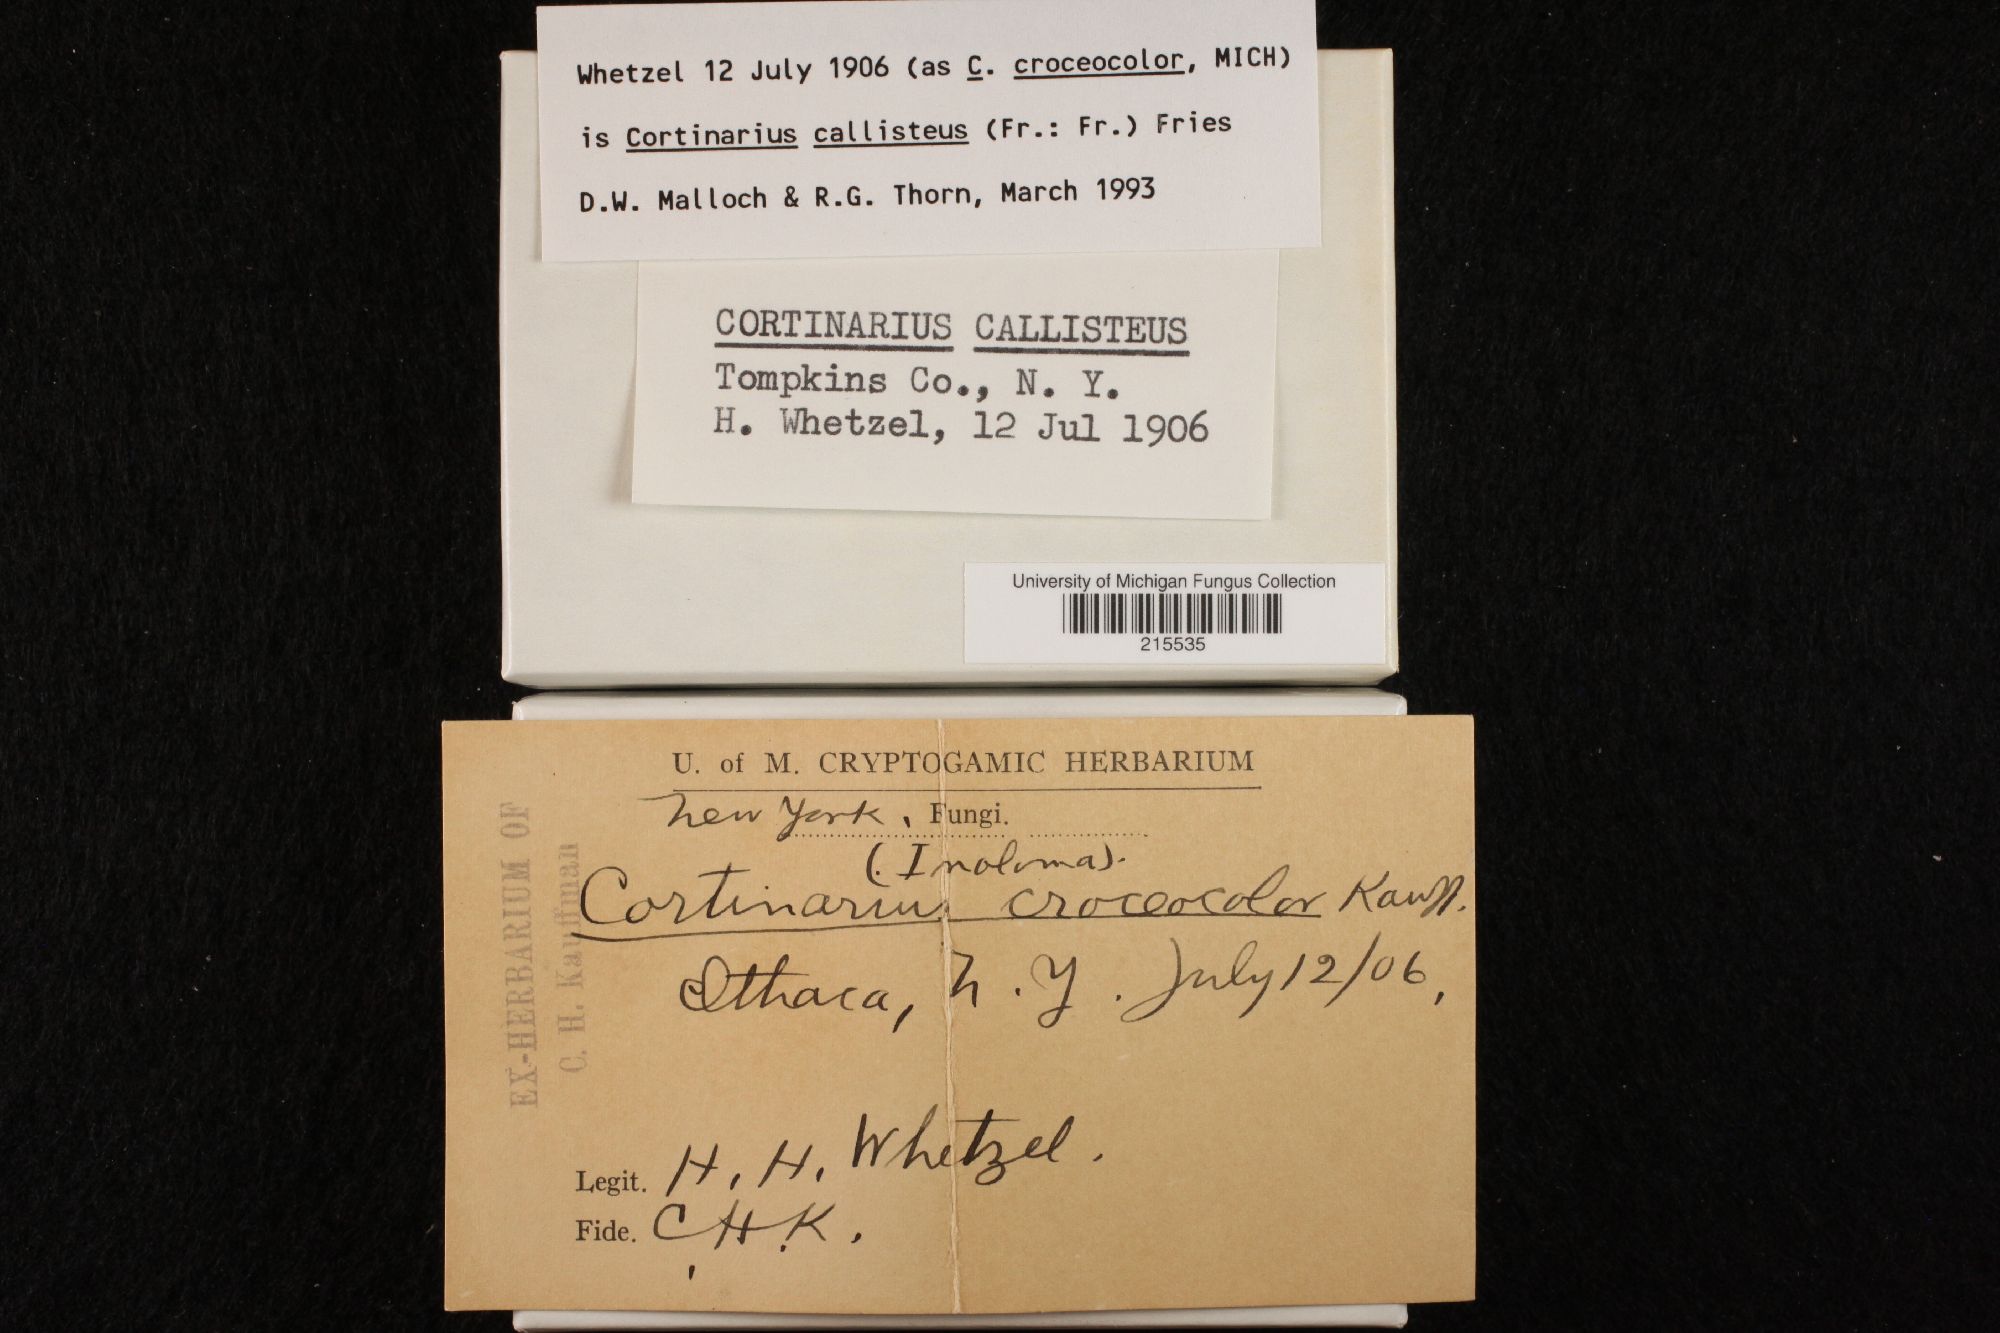 Whetzel 12 July 1906 (as C. croceocolor, MICH)
is Cortinarius callisteus (Fr.: Fr.) Fries
D.W. Malloch & R.G. Thorn, March 1993
CORTINARIUS CALLISTEUS
Tompkins Co., N. Y.
H. Whetzel, 12 Jul 1906
University of Michigan Fungus Collection
215535
U. of M. CRYPTOGAMIC HERBARIUM
New York, Fungi.
(Inoloma).
Cortinarius croceocolor Kauff.
Ithaca, N. Y. July 12/06,
Legit. H. H. Whetzel.
Fide. C H. K.
EX-HERBARIUM OF
C. H. Kauffman